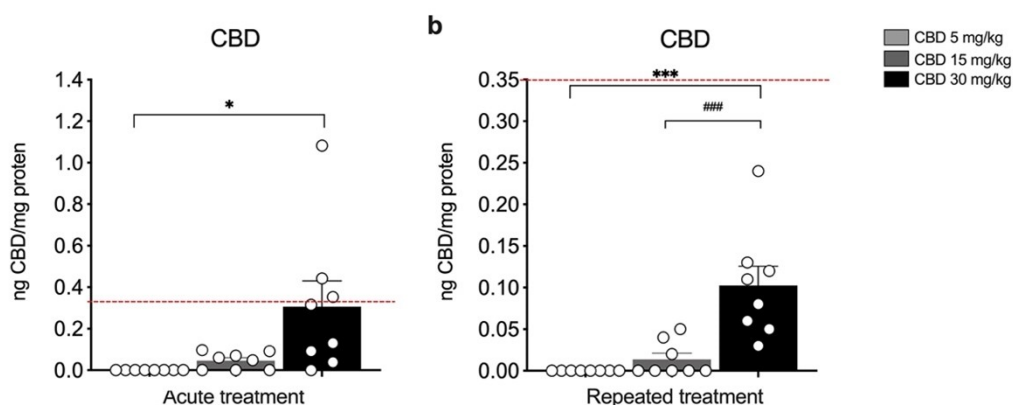 b
CBD
ng CBD/mg proten
1.4
1.2
1.0
0.8
0.6
0.4
0.2
0.0
*
Acute treatment
CBD
ng CBD/mg proten
0.35
0.30
0.25
0.20
0.15
0.10
0.05
0.00
***
###
Repeated treatment
CBD 5 mg/kg
CBD 15 mg/kg
CBD 30 mg/kg